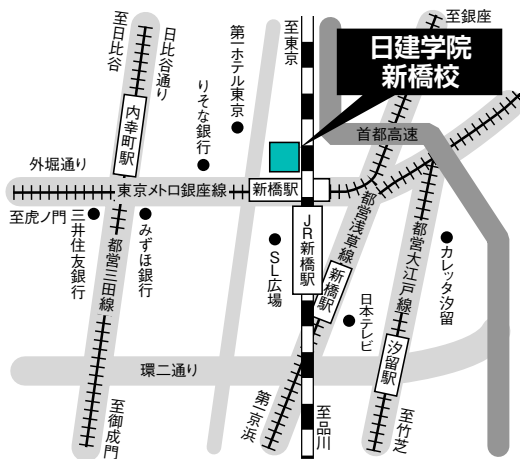 至日比谷
日比谷通り
第一ホテル東京
至東京
至銀座
日建学院
新橋校
内幸町駅
りそな銀行
首都高速
外堀通り
東京メトロ銀座線
新橋駅
至虎ノ門
三井住友銀行
都営三田線
みずほ銀行
SL広場
JR新橋駅
都営浅草線
新橋駅
日本テレビ
都営大江戸線
カレッタ汐留
汐留駅
環二通り
至御成門
第一京浜
至品川
至竹芝